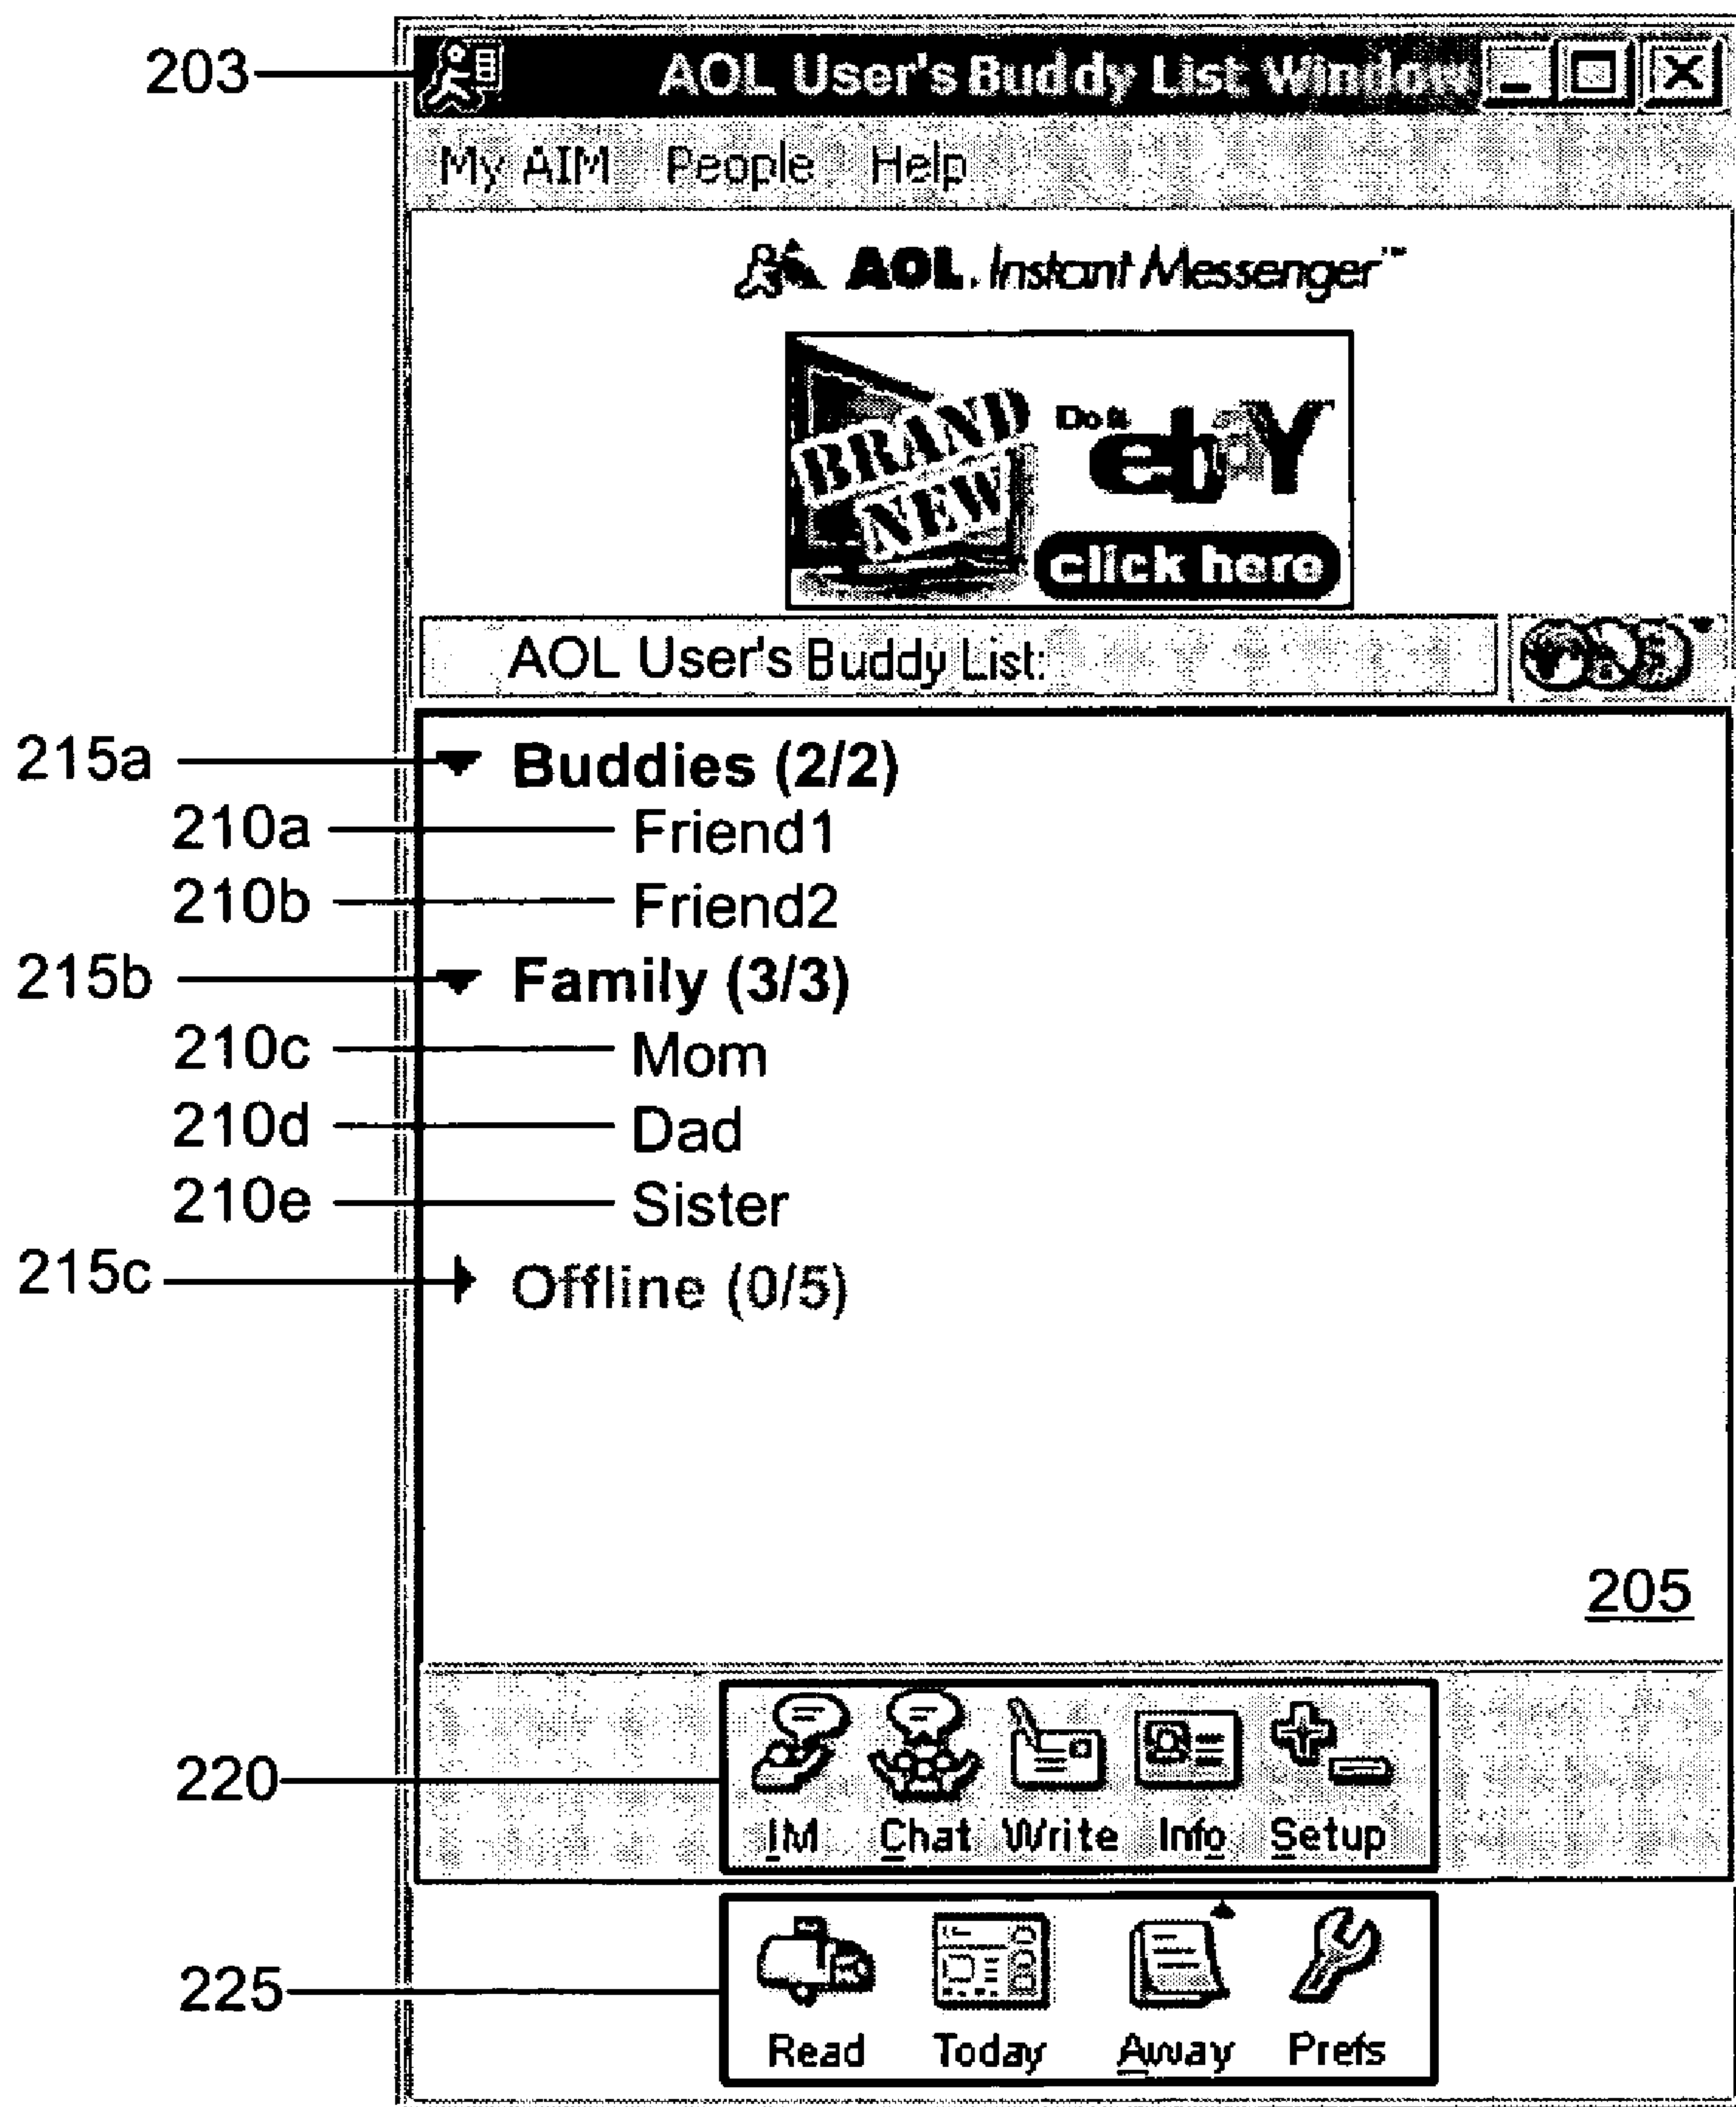 203
AOL User's Buddy List Window
My AIM People Help
AOL Instant Messenger™
BRAND NEW
Do it
ebaY
click here
AOL User's Buddy List:
215a Buddies (2/2)
210a Friend1
210b Friend2
215b Family (3/3)
210c Mom
210d Dad
210e Sister
215c Offline (0/5)
205
220
IM Chat Write Info Setup
225
Read Today Away Prefs